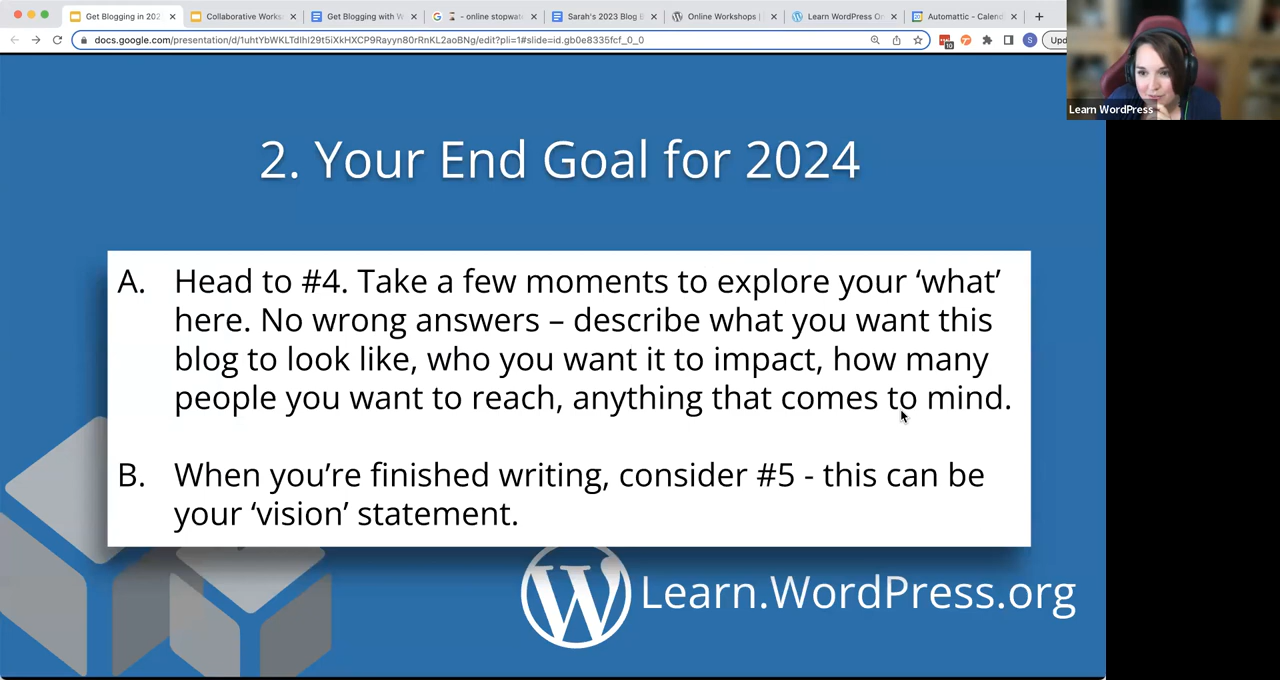 Get Blogging in 202
Collaborative Works
Get Blogging with W
- online stopwat
Sarah's 2023 Blog E
Online Workshops |
Learn WordPress On
Automattic - Calend
docs.google.com/presentation/d/1uhtYbWKLTdlhI29t5iXkHXCP9Rayyn80rRnKL2aoBNg/edit?pli=1#slide=id.gb0e8335fcf_0_0
10
S
Upd
Learn WordPress
2. Your End Goal for 2024
A. Head to #4. Take a few moments to explore your ‘what’
here. No wrong answers – describe what you want this
blog to look like, who you want it to impact, how many
people you want to reach, anything that comes to mind.
B. When you’re finished writing, consider #5 - this can be
your ‘vision’ statement.
Learn.WordPress.org